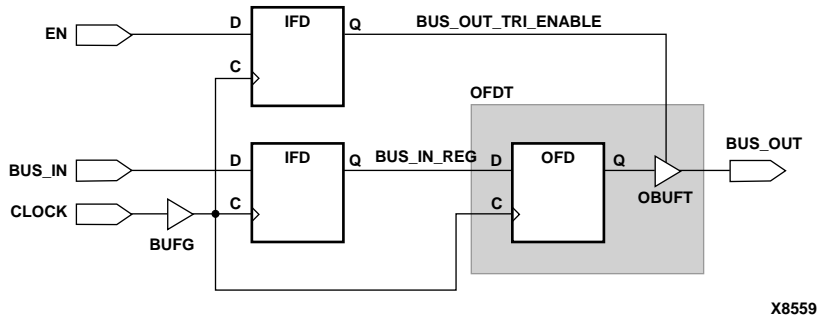 EN
D
IFD
Q
BUS_OUT_TRI_ENABLE
C
OFDT
BUS_IN
D
IFD
Q
BUS_IN_REG
D
OFD
Q
BUS_OUT
CLOCK
BUFG
C
C
OBUFT
X8559